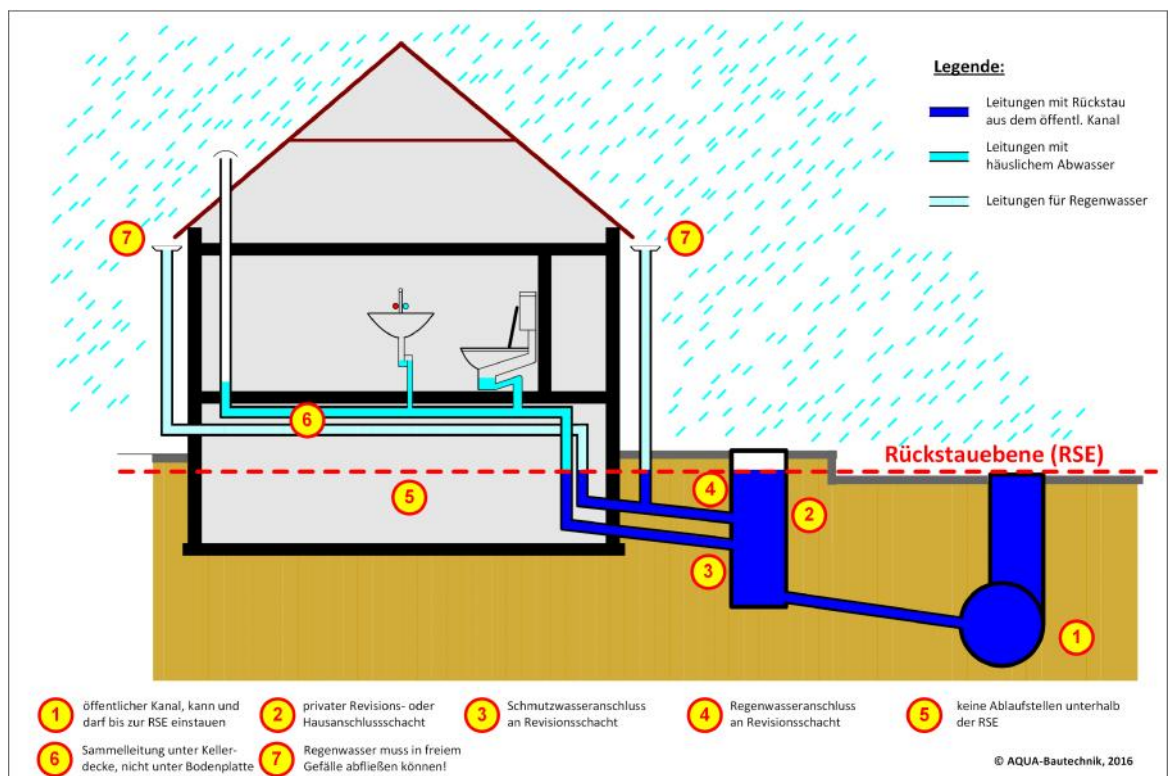 Legende:
Leitungen mit Rückstau
aus dem öffentl. Kanal
Leitungen mit
häuslichem Abwasser
Leitungen für Regenwasser
7
7
6
Rückstauebene (RSE)
5
4
2
3
1
1 öffentlicher Kanal, kann und
darf bis zur RSE einstauen
2 privater Revisions- oder
Hausanschlussschacht
3 Schmutzwasseranschluss
an Revisionsschacht
4 Regenwasseranschluss
an Revisionsschacht
5 keine Ablaufstellen unterhalb
der RSE
6 Sammelleitung unter Keller-
decke, nicht unter Bodenplatte
7 Regenwasser muss in freiem
Gefälle abfließen können!
© AQUA-Bautechnik, 2016